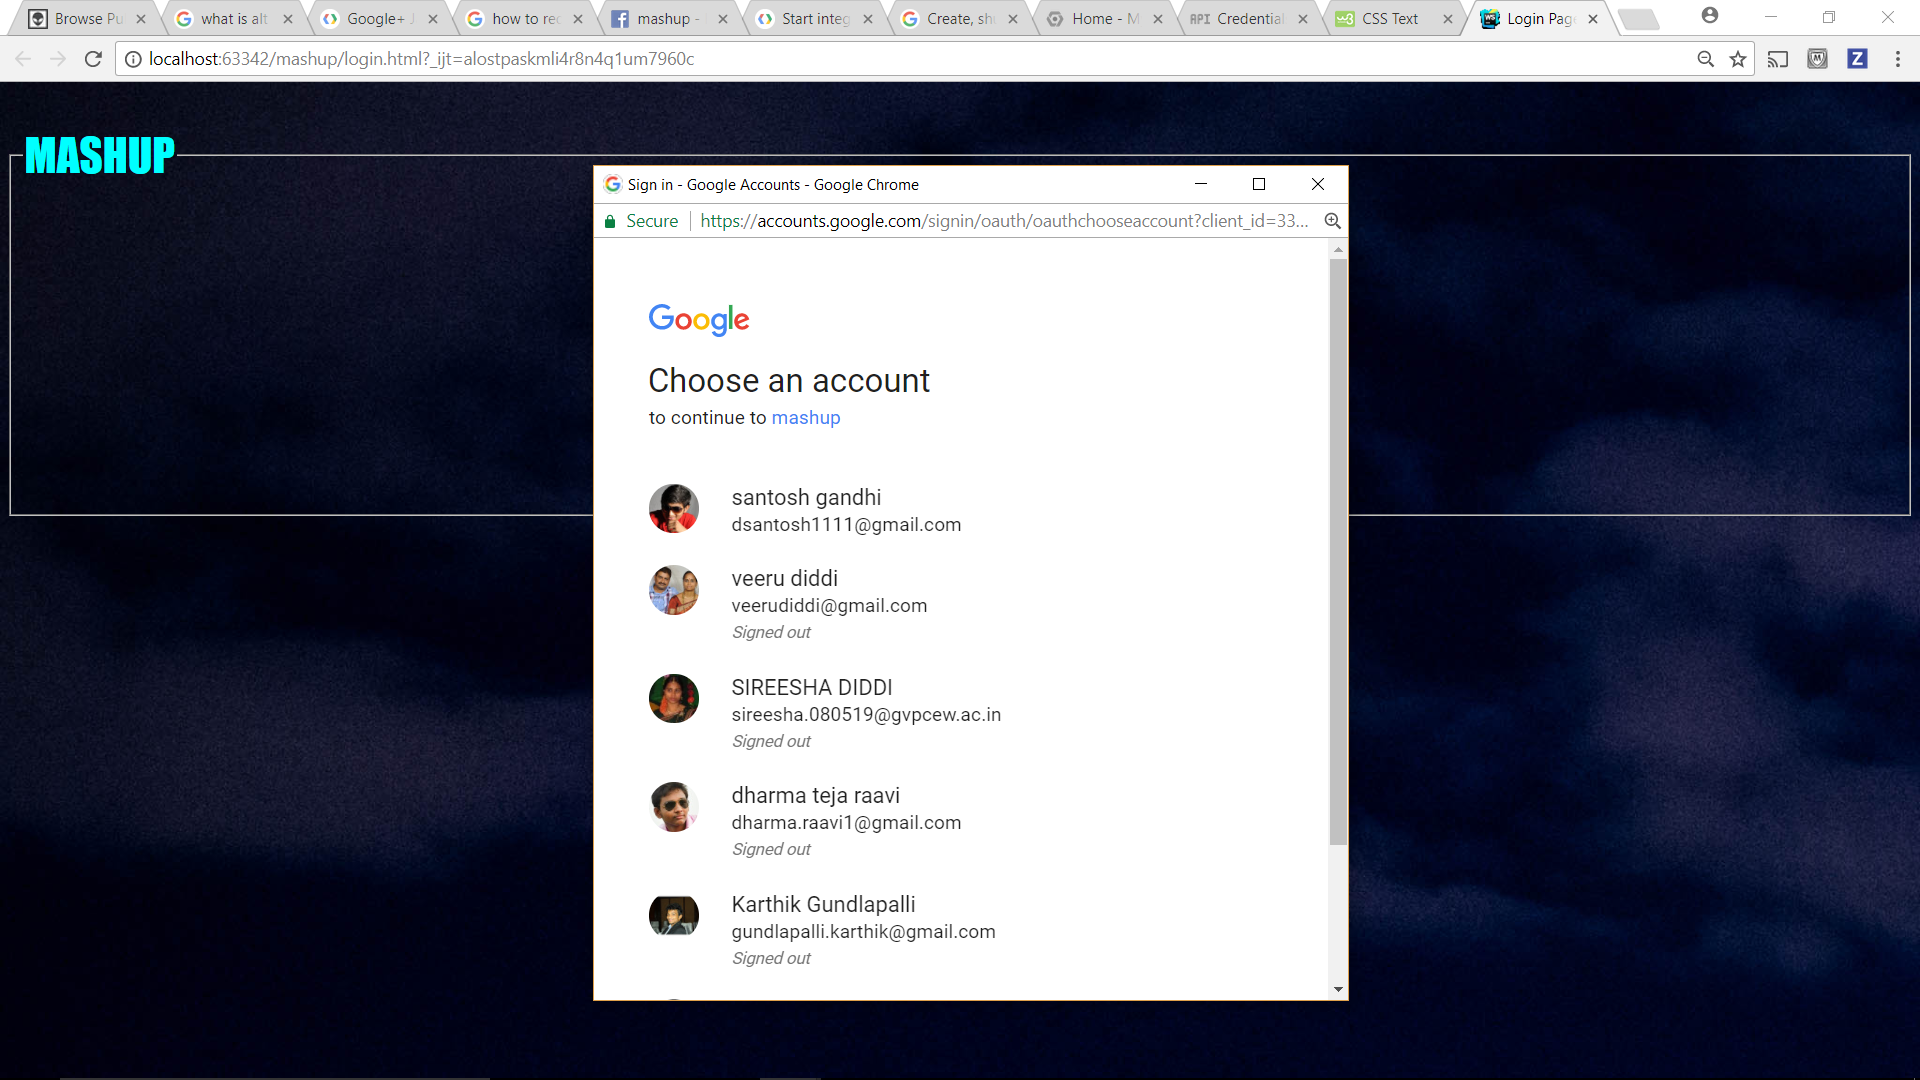 Browse Pu
what is alt
Google+ J
how to rec
mashup -
Start integ
Create, sh
Home - M
API Credential
CSS Text
Login Page
localhost:63342/mashup/login.html?_ijt=alostpaskmli4r8n4q1um7960c
MASHUP
Sign in - Google Accounts - Google Chrome
Secure https://accounts.google.com/signin/oauth/oauthchooseaccount?client_id=33...
Google
Choose an account
to continue to mashup
santosh gandhi
dsantosh1111@gmail.com
veeru diddi
veerudiddi@gmail.com
Signed out
SIREESHA DIDDI
sireesha.080519@gvpcew.ac.in
Signed out
dharma teja raavi
dharma.raavi1@gmail.com
Signed out
Karthik Gundlapalli
gundlapalli.karthik@gmail.com
Signed out